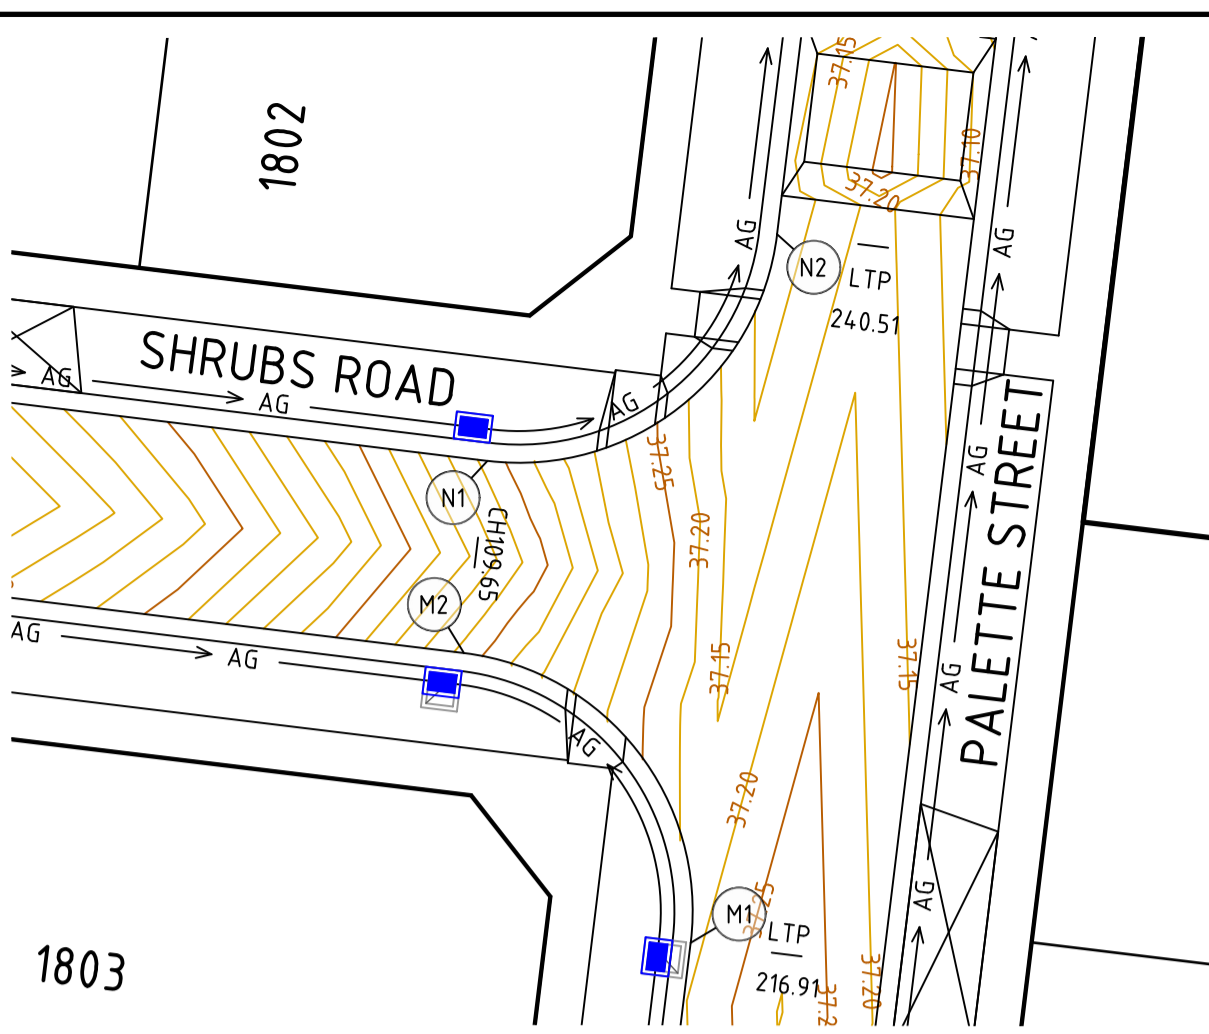 1802
37.15
37.10
37.20
AG
AG
N2
LTP
240.51
SHRUBS ROAD
AG
AG
AG
37.25
N1
CH109.65
37.20
AG
PALETTE STREET
M2
AG
AG
37.15
37.15
AG
AG
37.20
1803
M1
37.25
LTP
216.91
AG
37.20